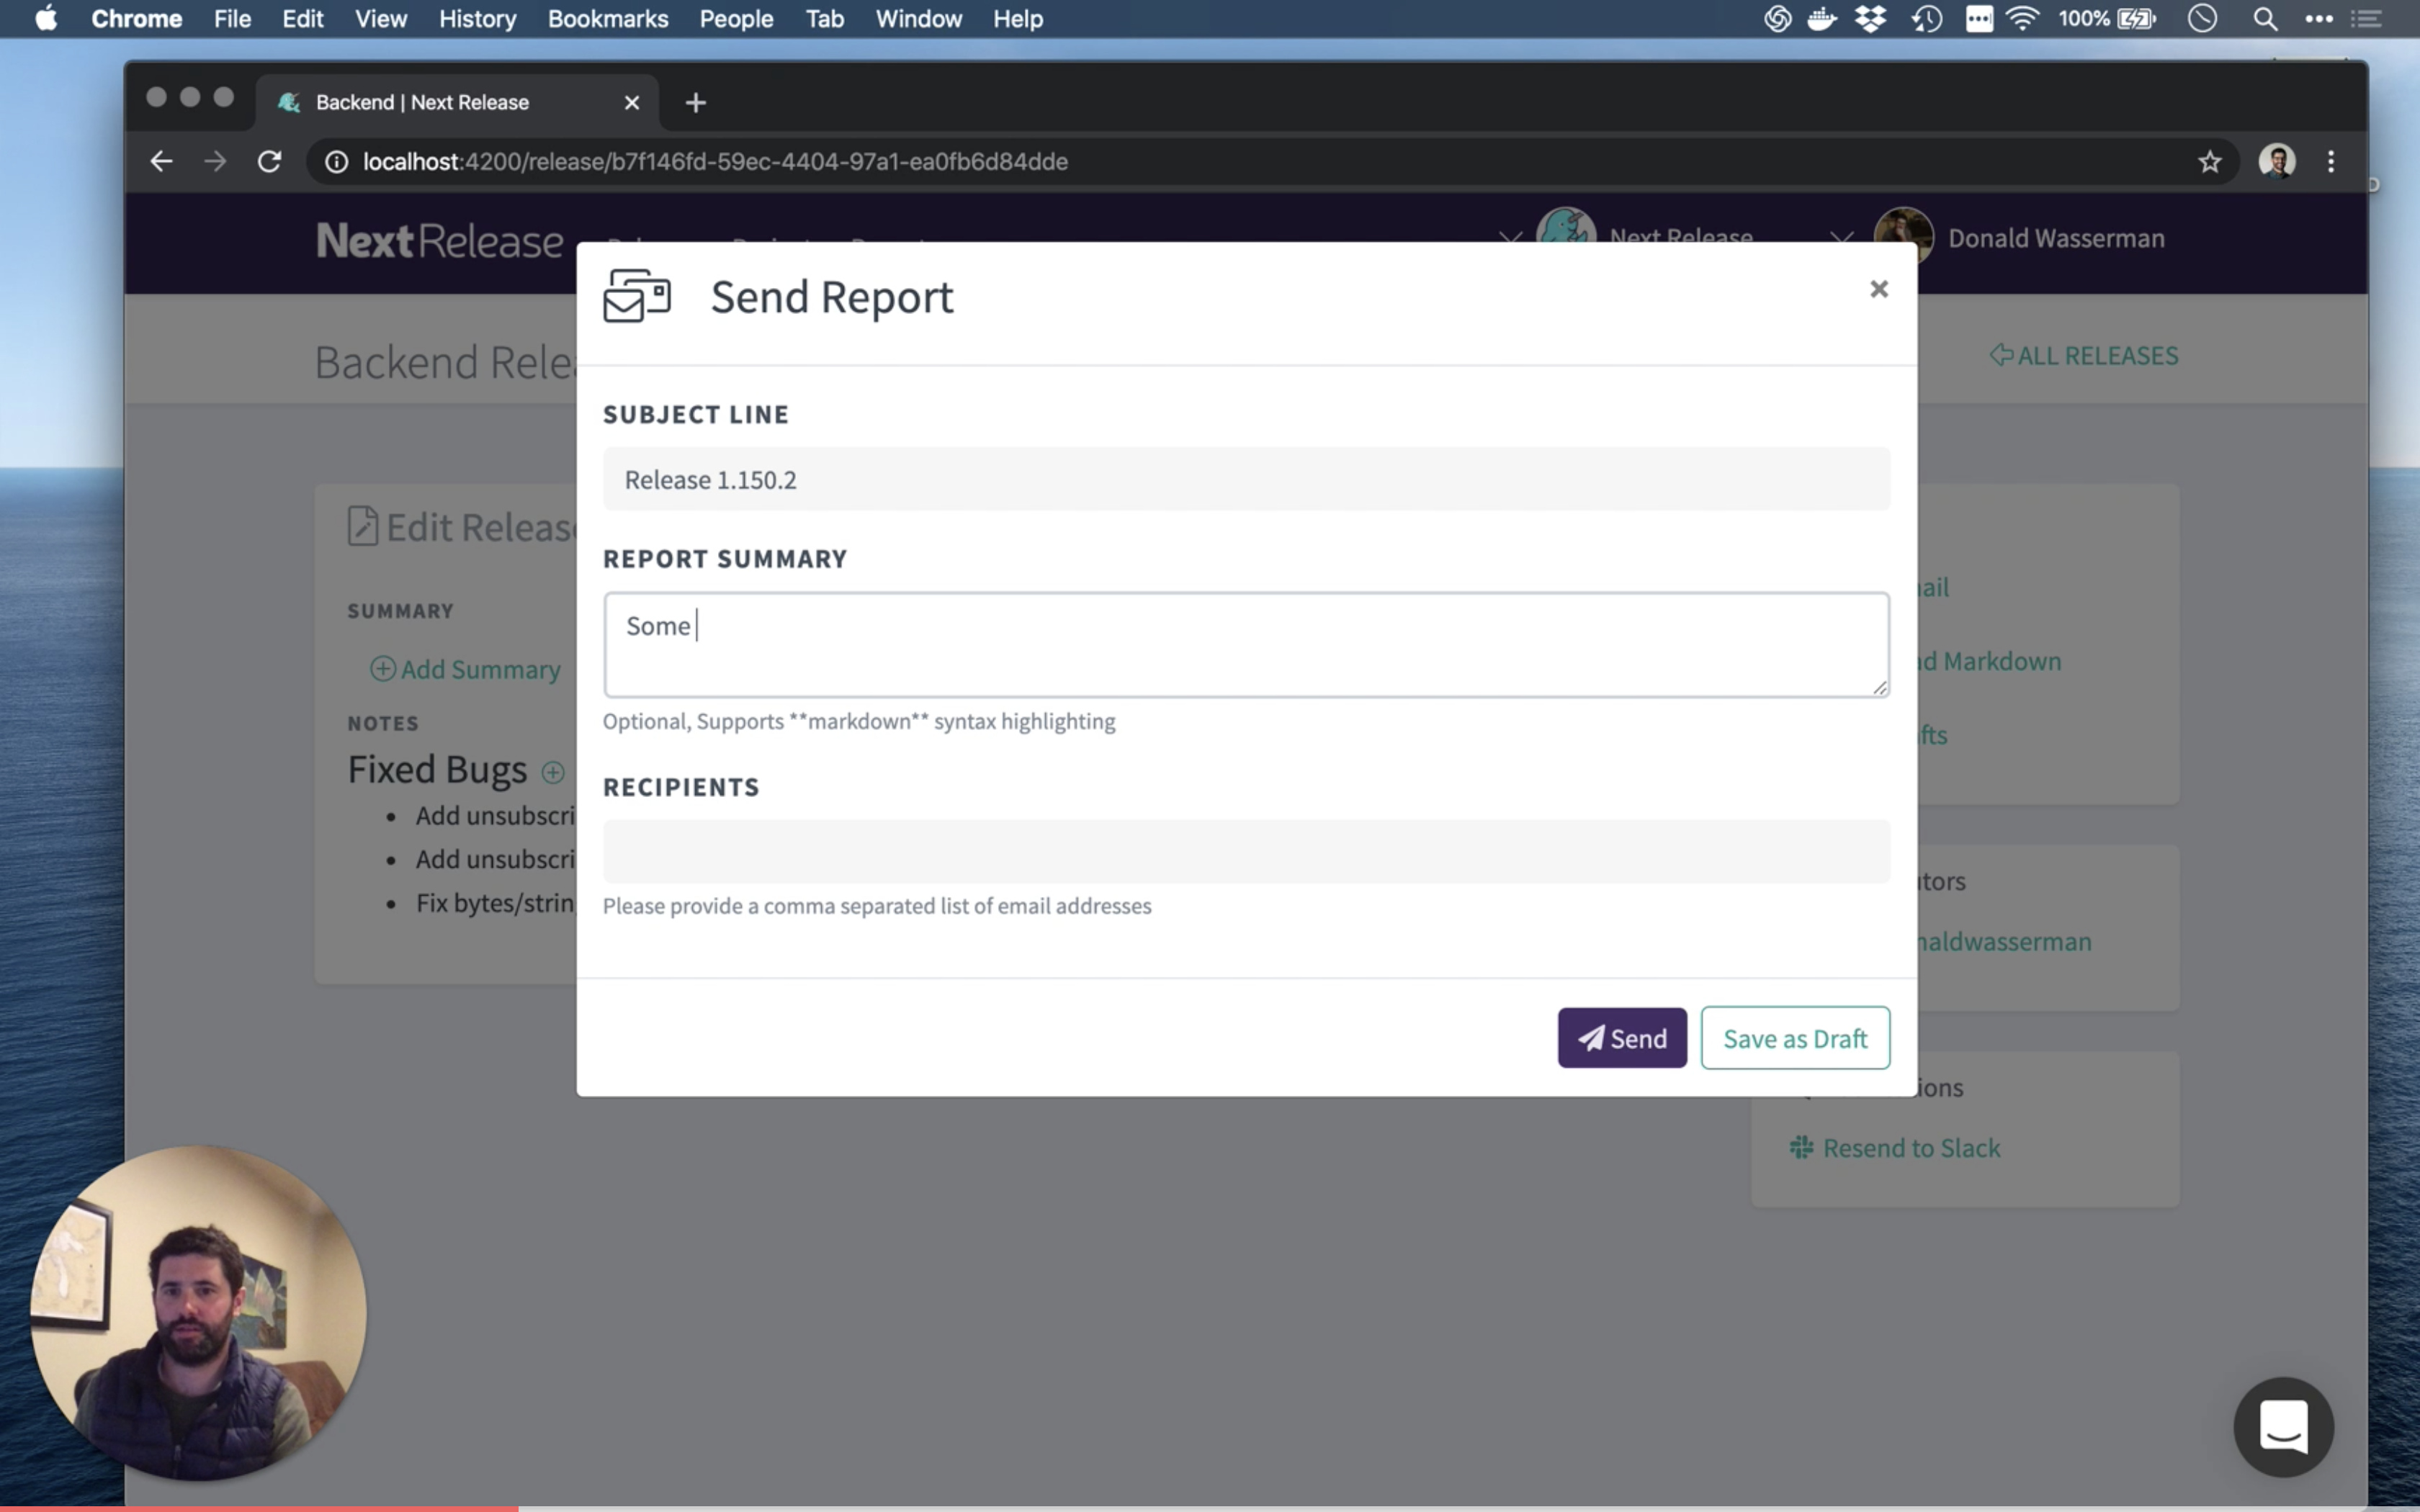 Chrome File Edit View History Bookmarks People Tab Window Help 100%
Backend | Next Release
localhost:4200/release/b7f146fd-59ec-4404-97a1-ea0fb6d84dde
NextRelease Next Release Donald Wasserman
Send Report
Backend Relea
ALL RELEASES
SUBJECT LINE
Release 1.150.2
Edit Release
REPORT SUMMARY
Some
SUMMARY
Add Summary
ail
ad Markdown
fts
Optional, Supports **markdown** syntax highlighting
NOTES
Fixed Bugs
Add unsubscri
Add unsubscri
Fix bytes/strin
RECIPIENTS
Please provide a comma separated list of email addresses
utors
naldwasserman
Send Save as Draft
ions
Resend to Slack